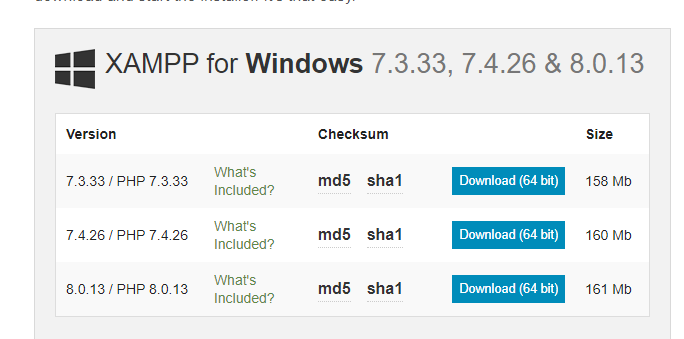 download and start the installer. It's that easy.
XAMPP for Windows 7.3.33, 7.4.26 & 8.0.13
Version Checksum Size
7.3.33 / PHP 7.3.33 What's Included? md5 sha1 Download (64 bit) 158 Mb
7.4.26 / PHP 7.4.26 What's Included? md5 sha1 Download (64 bit) 160 Mb
8.0.13 / PHP 8.0.13 What's Included? md5 sha1 Download (64 bit) 161 Mb